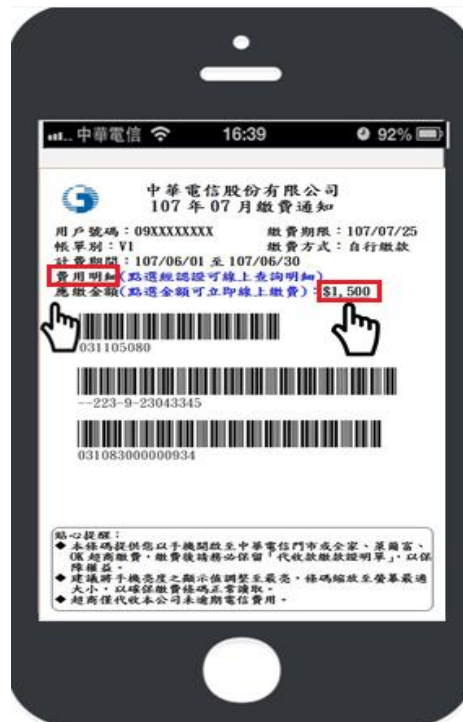 中華電信 16:39 92%
中華電信股份有限公司
107 年 07 月繳費通知
用戶號碼：09XXXXXXXX 繳費期限：107/07/25
帳單別：V1 繳費方式：自行繳款
計費期間：107/06/01 至 107/06/30
費用明細(點選經認證可線上查詢明細)
應繳金額(點選金額可立即線上繳費)：$1,500
031105080
--223-9-23043345
031083000000934
貼心提醒：
◆ 本條碼提供您以手機開啟至中華電信門市或全家、萊爾富、
OK 超商繳費，繳費後請務必保留「代收款繳款證明單」，以保
障權益。
◆ 建議將手機亮度之顯示值調整至最亮，條碼縮放至螢幕最適
大小，以確保繳費條碼正常讀取。
◆ 超商僅代收本公司未逾期電信費用。